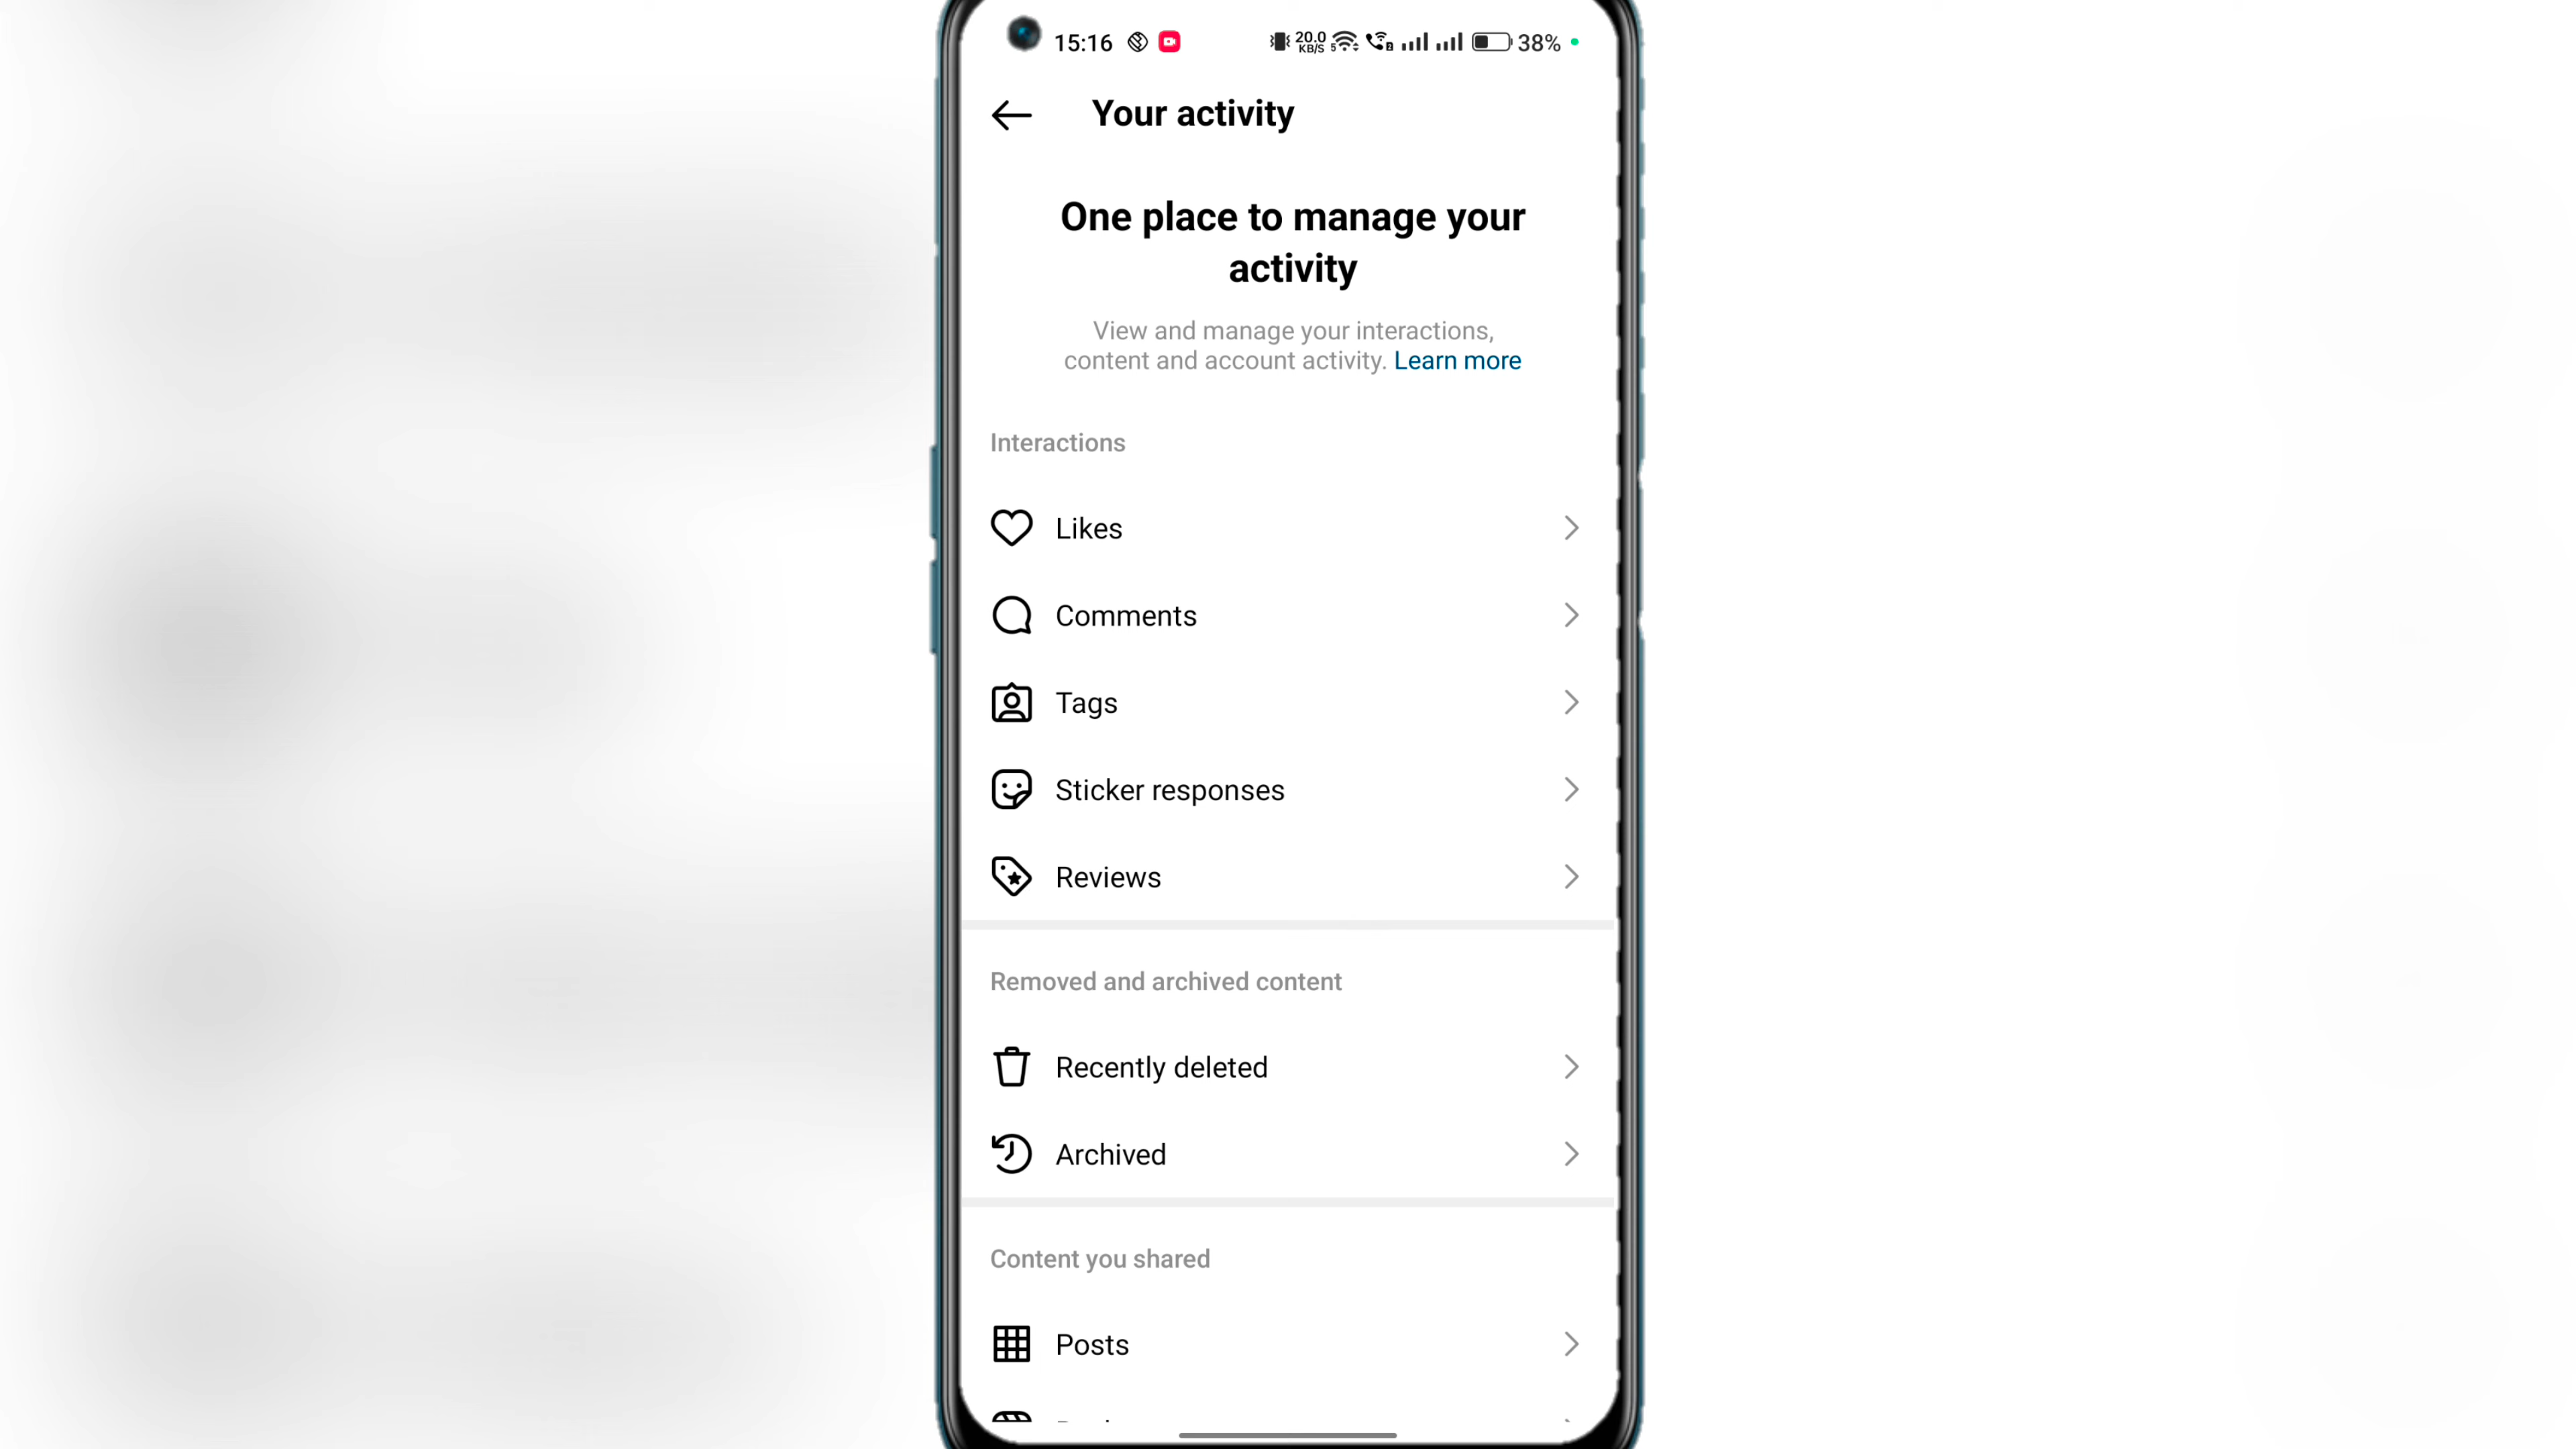 15:16 20.0 KB/S 5 2 38%
Your activity
One place to manage your
activity
View and manage your interactions,
content and account activity. Learn more
Interactions
Likes
Comments
Tags
Sticker responses
Reviews
Removed and archived content
Recently deleted
Archived
Content you shared
Posts